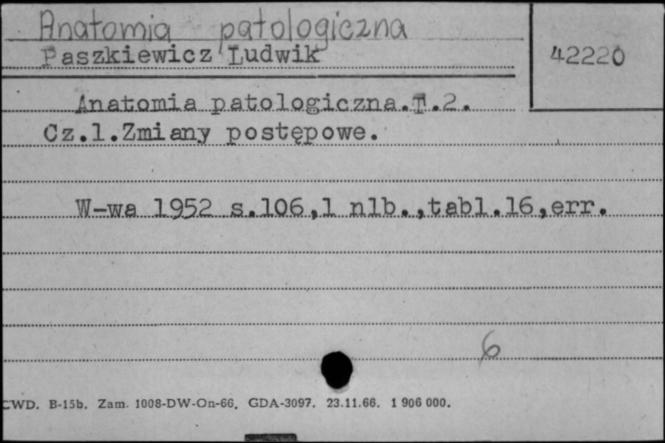 Anatomia patologiczna
Paszkiewicz Ludwik
42220
Anatomia patologiczna.T.2.
Cz.1.Zmiany postępowe.
W-wa 1952 s.106,1 nlb.,tabl.16,err.
6
CWD. B-15b. Zam. 1008-DW-On-66. GDA-3097. 23.11.66. 1 906 000.